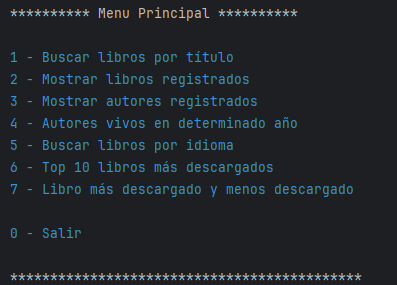 ********** Menu Principal **********
1 - Buscar libros por título
2 - Mostrar libros registrados
3 - Mostrar autores registrados
4 - Autores vivos en determinado año
5 - Buscar libros por idioma
6 - Top 10 libros más descargados
7 - Libro más descargado y menos descargado
0 - Salir
********************************************